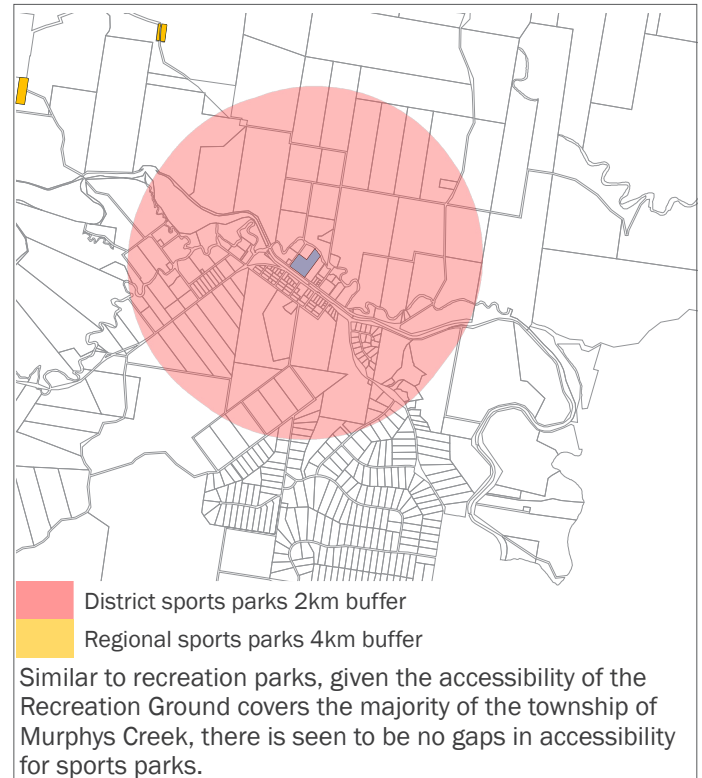 District sports parks 2km buffer
Regional sports parks 4km buffer
Similar to recreation parks, given the accessibility of the
Recreation Ground covers the majority of the township of
Murphys Creek, there is seen to be no gaps in accessibility
for sports parks.